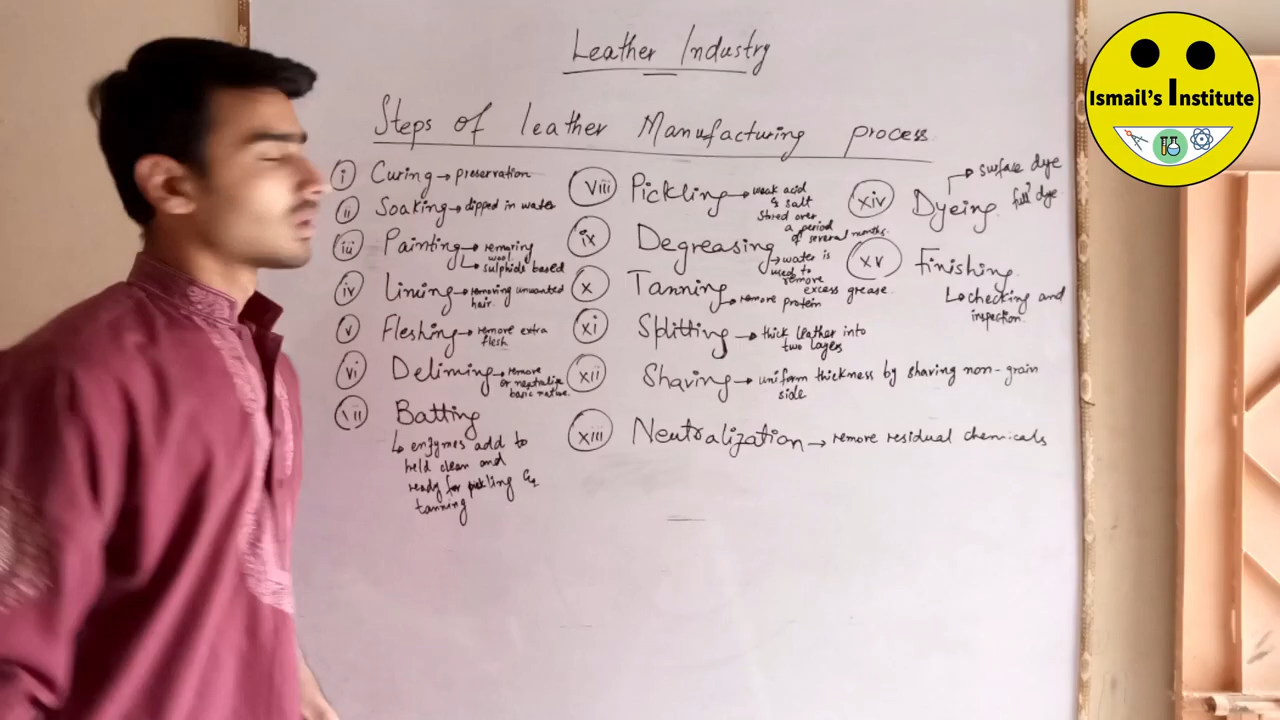 Leather Industry
Steps of leather Manufacturing process
i Curing → preservation
ii Soaking → dipped in water
iii Painting → removing
wool
↳ sulphide based
iv Liming → removing unwanted
hair.
v Fleshing → remove extra
flesh
vi Deliming → remove
or neutralize
basic nature.
vii Batting
↳ enzymes add to
held clean and
ready for pickling &
tanning
viii Pickling → weak acid
& salt
Stored over
a period
of several months.
ix Degreasing
→ water is
used to
remove
excess grease.
x Tanning
→ remove protein
xi Splitting → thick leather into
two layers
xii Shaving → uniform thickness by shaving non-grain
side
xiii Neutralization → remove residual chemicals
xiv Dyeing
→ surface dye
full dye
xv Finishing
↳ checking and
inspection.
Ismail's Institute